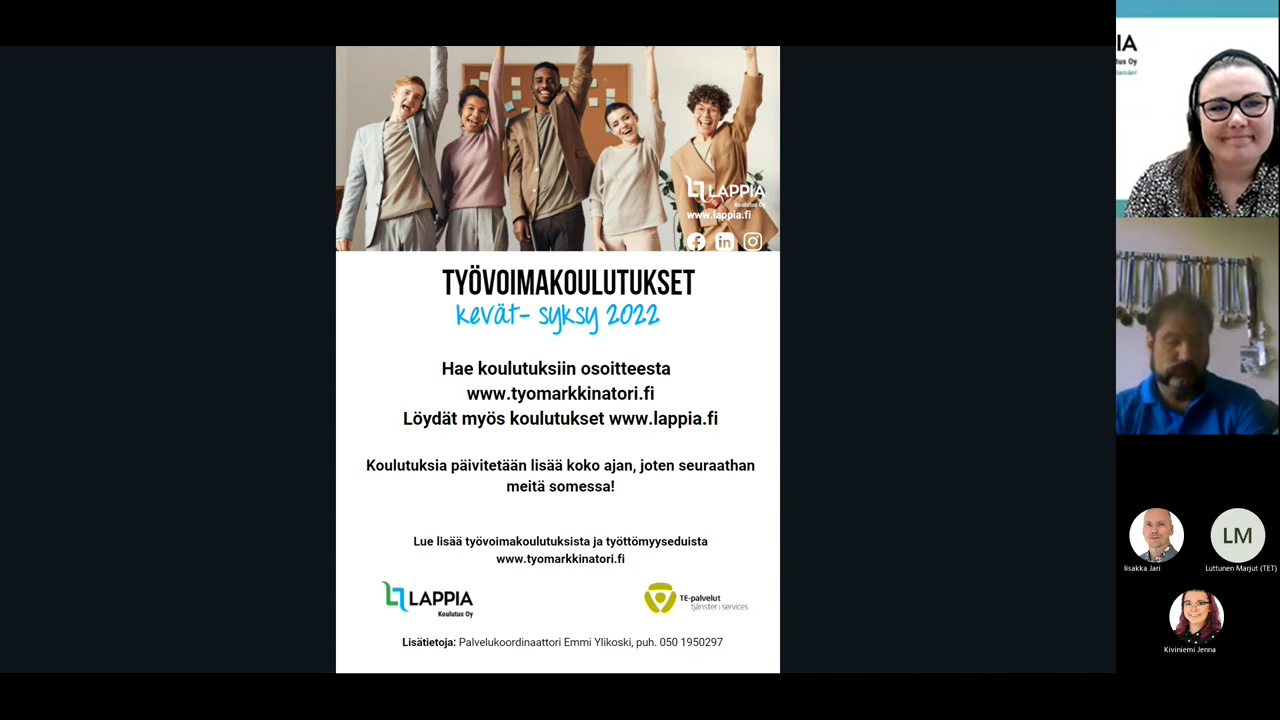 LAPPIA
Koulutus Oy
www.lappia.fi
TYÖVOIMAKOULUTUKSET
kevät- syksy 2022
Hae koulutuksiin osoitteesta
www.tyomarkkinatori.fi
Löydät myös koulutukset www.lappia.fi
Koulutuksia päivitetään lisää koko ajan, joten seuraathan
meitä somessa!
Lue lisää työvoimakoulutuksista ja työttömyyseduista
www.tyomarkkinatori.fi
LAPPIA
Koulutus Oy
TE-palvelut
tjänster | services
Lisätietoja: Palvelukoordinaattori Emmi Ylikoski, puh. 050 1950297
PIA
tus Oy
LM
Iisakka Jari
Luttunen Marjut (TET)
Kiviniemi Jenna